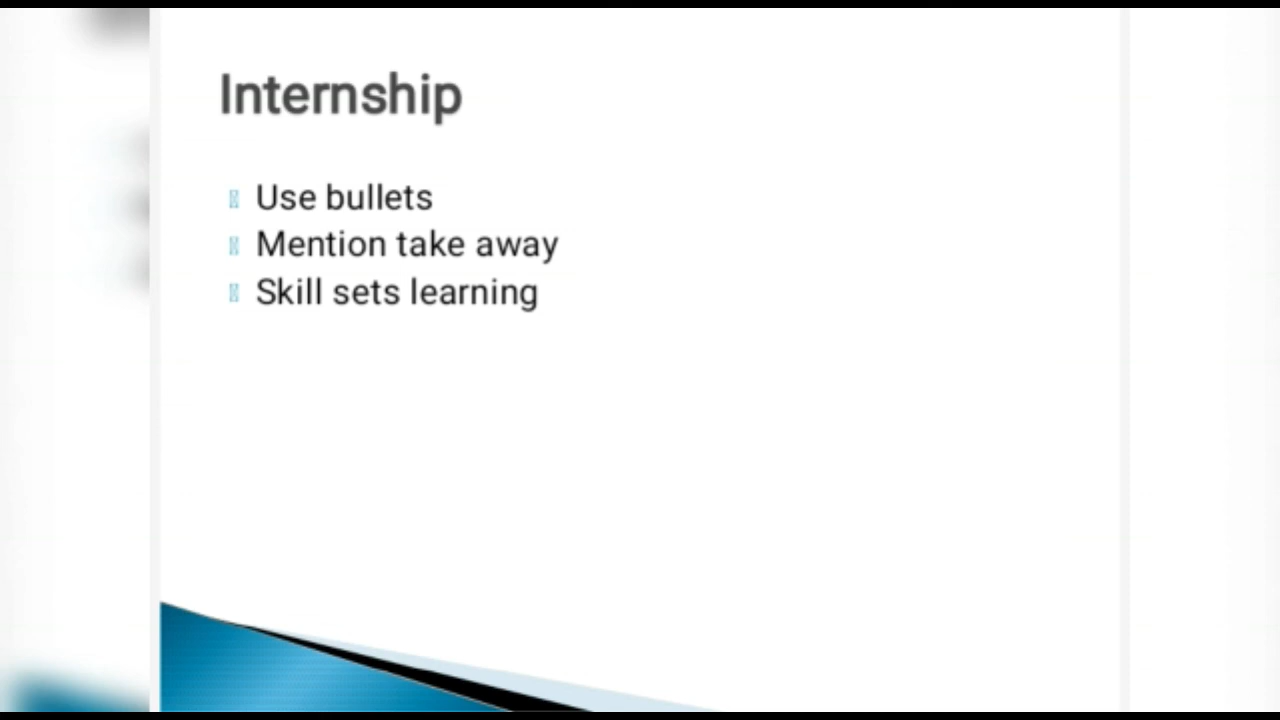 Internship
Use bullets
Mention take away
Skill sets learning